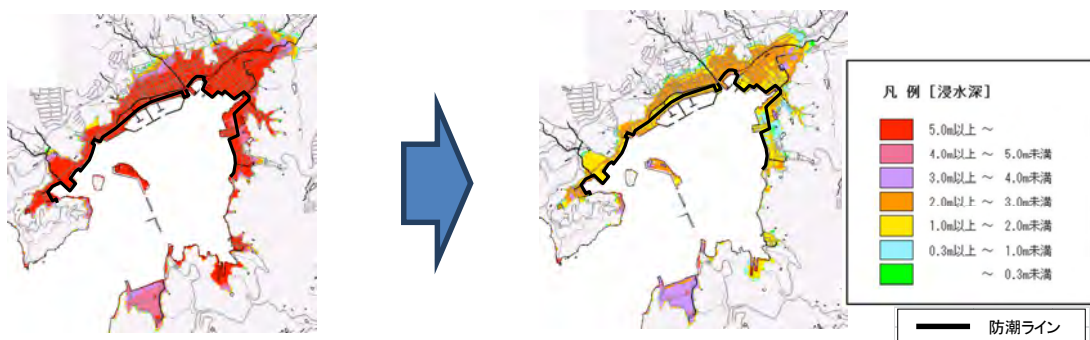 凡 例 [浸水深]
5.0m以上 ～
4.0m以上 ～ 5.0m未満
3.0m以上 ～ 4.0m未満
2.0m以上 ～ 3.0m未満
1.0m以上 ～ 2.0m未満
0.3m以上 ～ 1.0m未満
～ 0.3m未満
防潮ライン